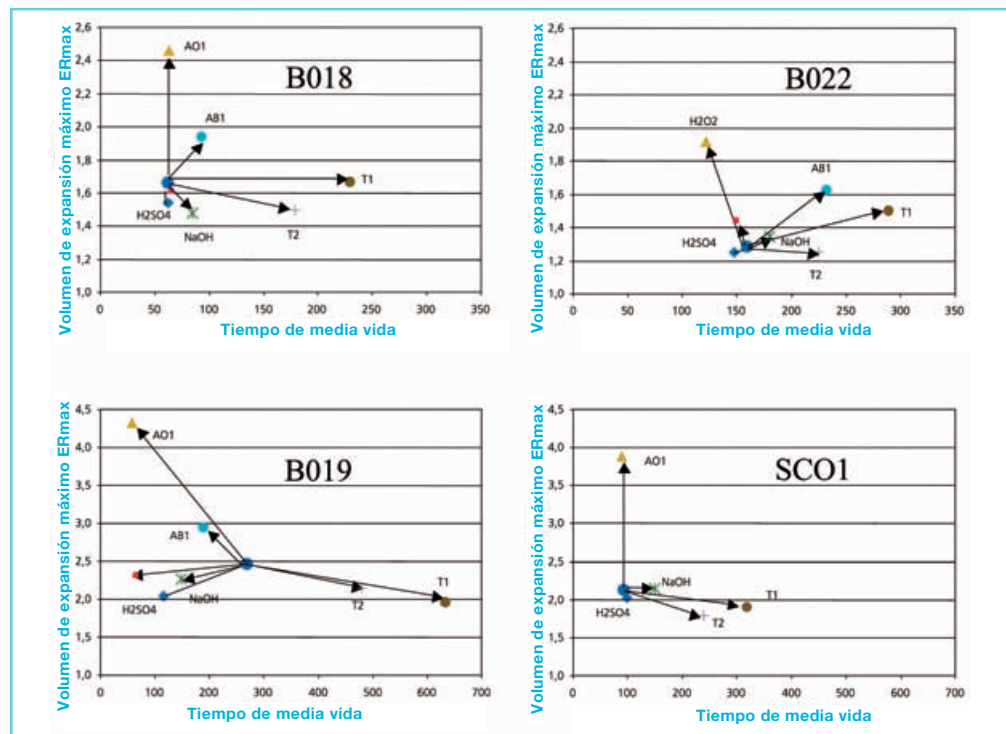 Volumen de expansión máximo ERmax
2,6
2,4
2,2
2,0
1,8
1,6
1,4
1,2
1,0
AO1
B018
AB1
T1
H2SO4
NaOH
T2
0 50 100 150 200 250 300 350
Tiempo de media vida
Volumen de expansión máximo ERmax
2,6
2,4
2,2
2,0
1,8
1,6
1,4
1,2
1,0
B022
H2O2
AB1
T1
H2SO4
NaOH
T2
0 50 100 150 200 250 300 350
Tiempo de media vida
Volumen de expansión máximo ERmax
4,5
4,0
3,5
3,0
2,5
2,0
1,5
1,0
AO1
B019
AB1
T1
H2SO4
NaOH
T2
0 100 200 300 400 500 600 700
Tiempo de media vida
Volumen de expansión máximo ERmax
4,5
4,0
3,5
3,0
2,5
2,0
1,5
1,0
AO1
SCO1
NaOH
T1
H2SO4
T2
0 100 200 300 400 500 600 700
Tiempo de media vida